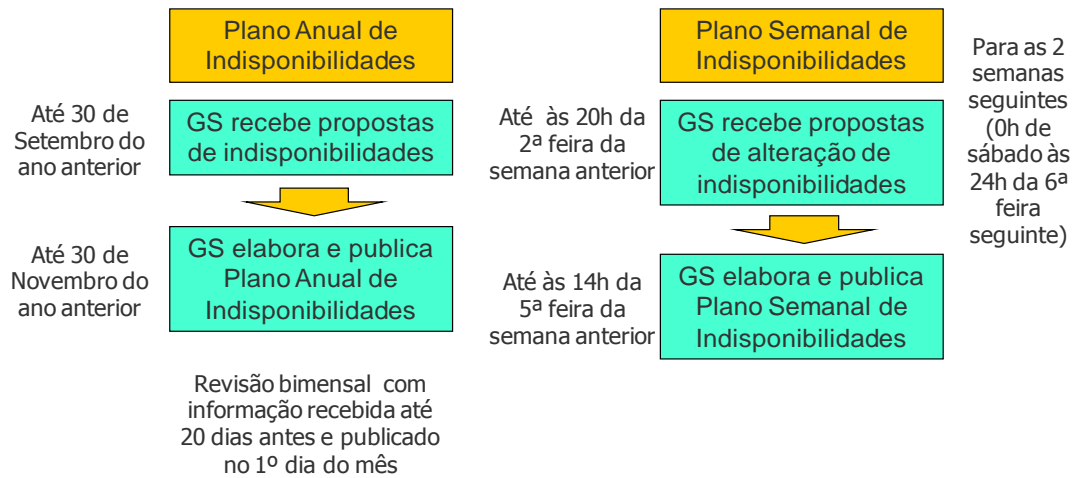 Plano Anual de
Indisponibilidades
Até 30 de
Setembro do
ano anterior
GS recebe propostas
de indisponibilidades
Até 30 de
Novembro do
ano anterior
GS elabora e publica
Plano Anual de
Indisponibilidades
Revisão bimensal com
informação recebida até
20 dias antes e publicado
no 1º dia do mês
Plano Semanal de
Indisponibilidades
Até às 20h da
2ª feira da
semana anterior
GS recebe propostas
de alteração de
indisponibilidades
Até às 14h da
5ª feira da
semana anterior
GS elabora e publica
Plano Semanal de
Indisponibilidades
Para as 2
semanas
seguintes
(0h de
sábado às
24h da 6ª
feira
seguinte)